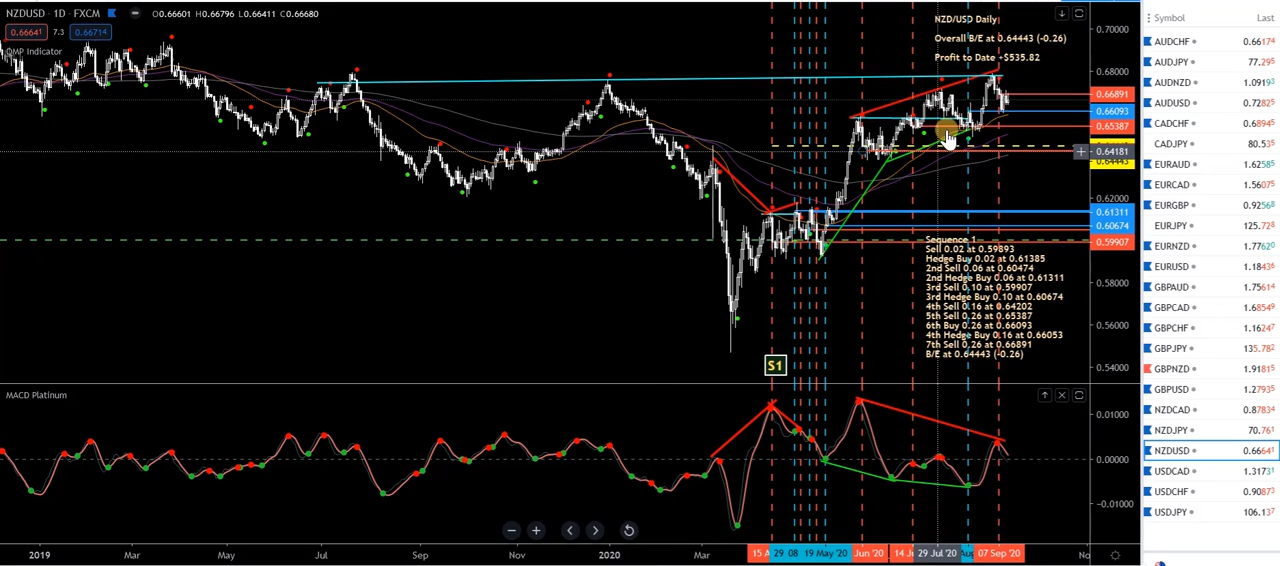 NZDUSD · 1D · FXCM O0.66601 H0.66796 L0.66411 C0.66680
0.66641 7.3 0.66714
QMP Indicator
NZD/USD Daily
Overall B/E at 0.64443 (-0.26)
Profit to Date +$535.82
0.70000
0.68000
0.66891
0.66093
0.65387
0.64181
0.64443
0.62000
0.61311
0.60674
0.59907
0.58000
0.56000
0.54000
Sequence 1
Sell 0.02 at 0.59893
Hedge Buy 0.02 at 0.61385
2nd Sell 0.06 at 0.60474
2nd Hedge Buy 0.06 at 0.61311
3rd Sell 0.10 at 0.59907
3rd Hedge Buy 0.10 at 0.60674
4th Sell 0.16 at 0.64202
5th Sell 0.26 at 0.65387
6th Buy 0.26 at 0.66093
4th Hedge Buy 0.16 at 0.66053
7th Sell 0.26 at 0.66891
B/E at 0.64443 (-0.26)
S1
MACD Platinum
0.01000
0.00000
-0.01000
2019 Mar May Jul Sep Nov 2020 Mar 15 A 29 08 19 May '20 Jun '20 14 J 29 Jul '20 Aug 07 Sep '20 No
Symbol Last
AUDCHF 0.66174
AUDJPY 77.295
AUDNZD 1.0919
AUDUSD 0.72825
CADCHF 0.68945
CADJPY 80.535
EURAUD 1.62585
EURCAD 1.56075
EURGBP 0.92568
EURJPY 125.728
EURNZD 1.77620
EURUSD 1.18436
GBPAUD 1.75614
GBPCAD 1.68549
GBPCHF 1.16247
GBPJPY 135.782
GBPNZD 1.91815
GBPUSD 1.27935
NZDCAD 0.87834
NZDJPY 70.761
NZDUSD 0.66641
USDCAD 1.31731
USDCHF 0.90873
USDJPY 106.137